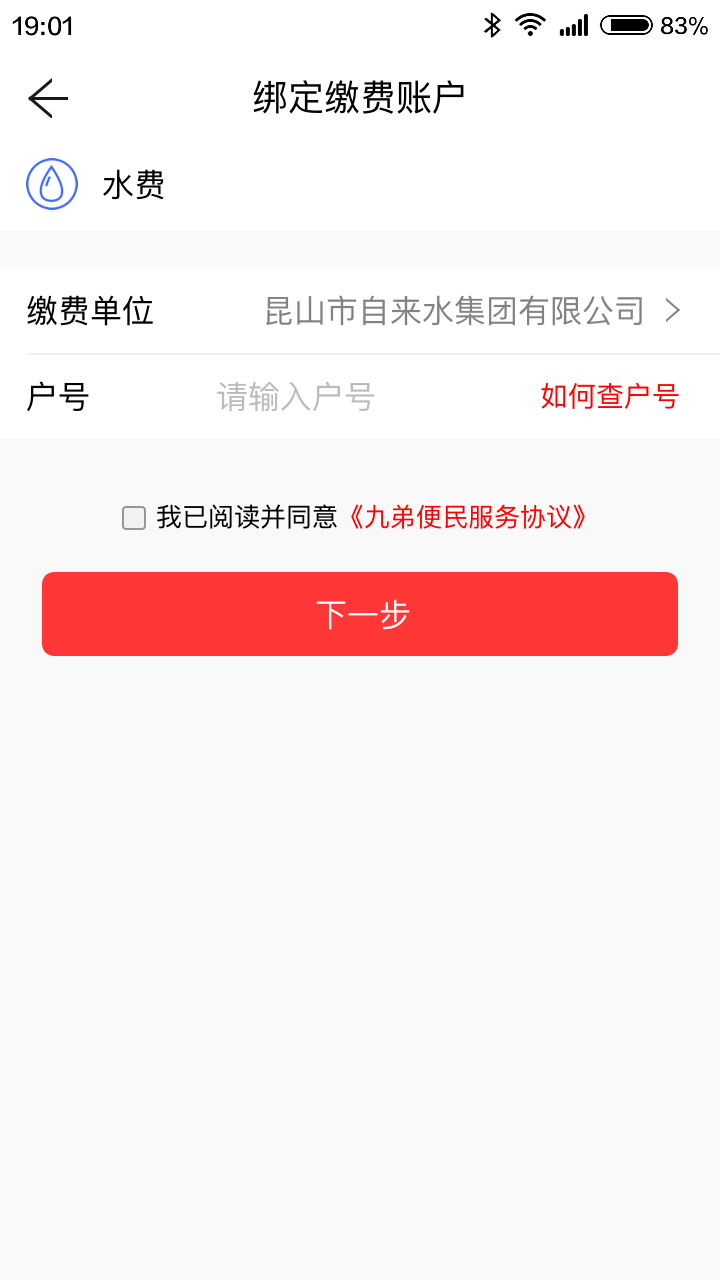 19:01 83%
绑定缴费账户
水费
缴费单位 昆山市自来水集团有限公司
户号 请输入户号 如何查户号
我已阅读并同意《九弟便民服务协议》
下一步